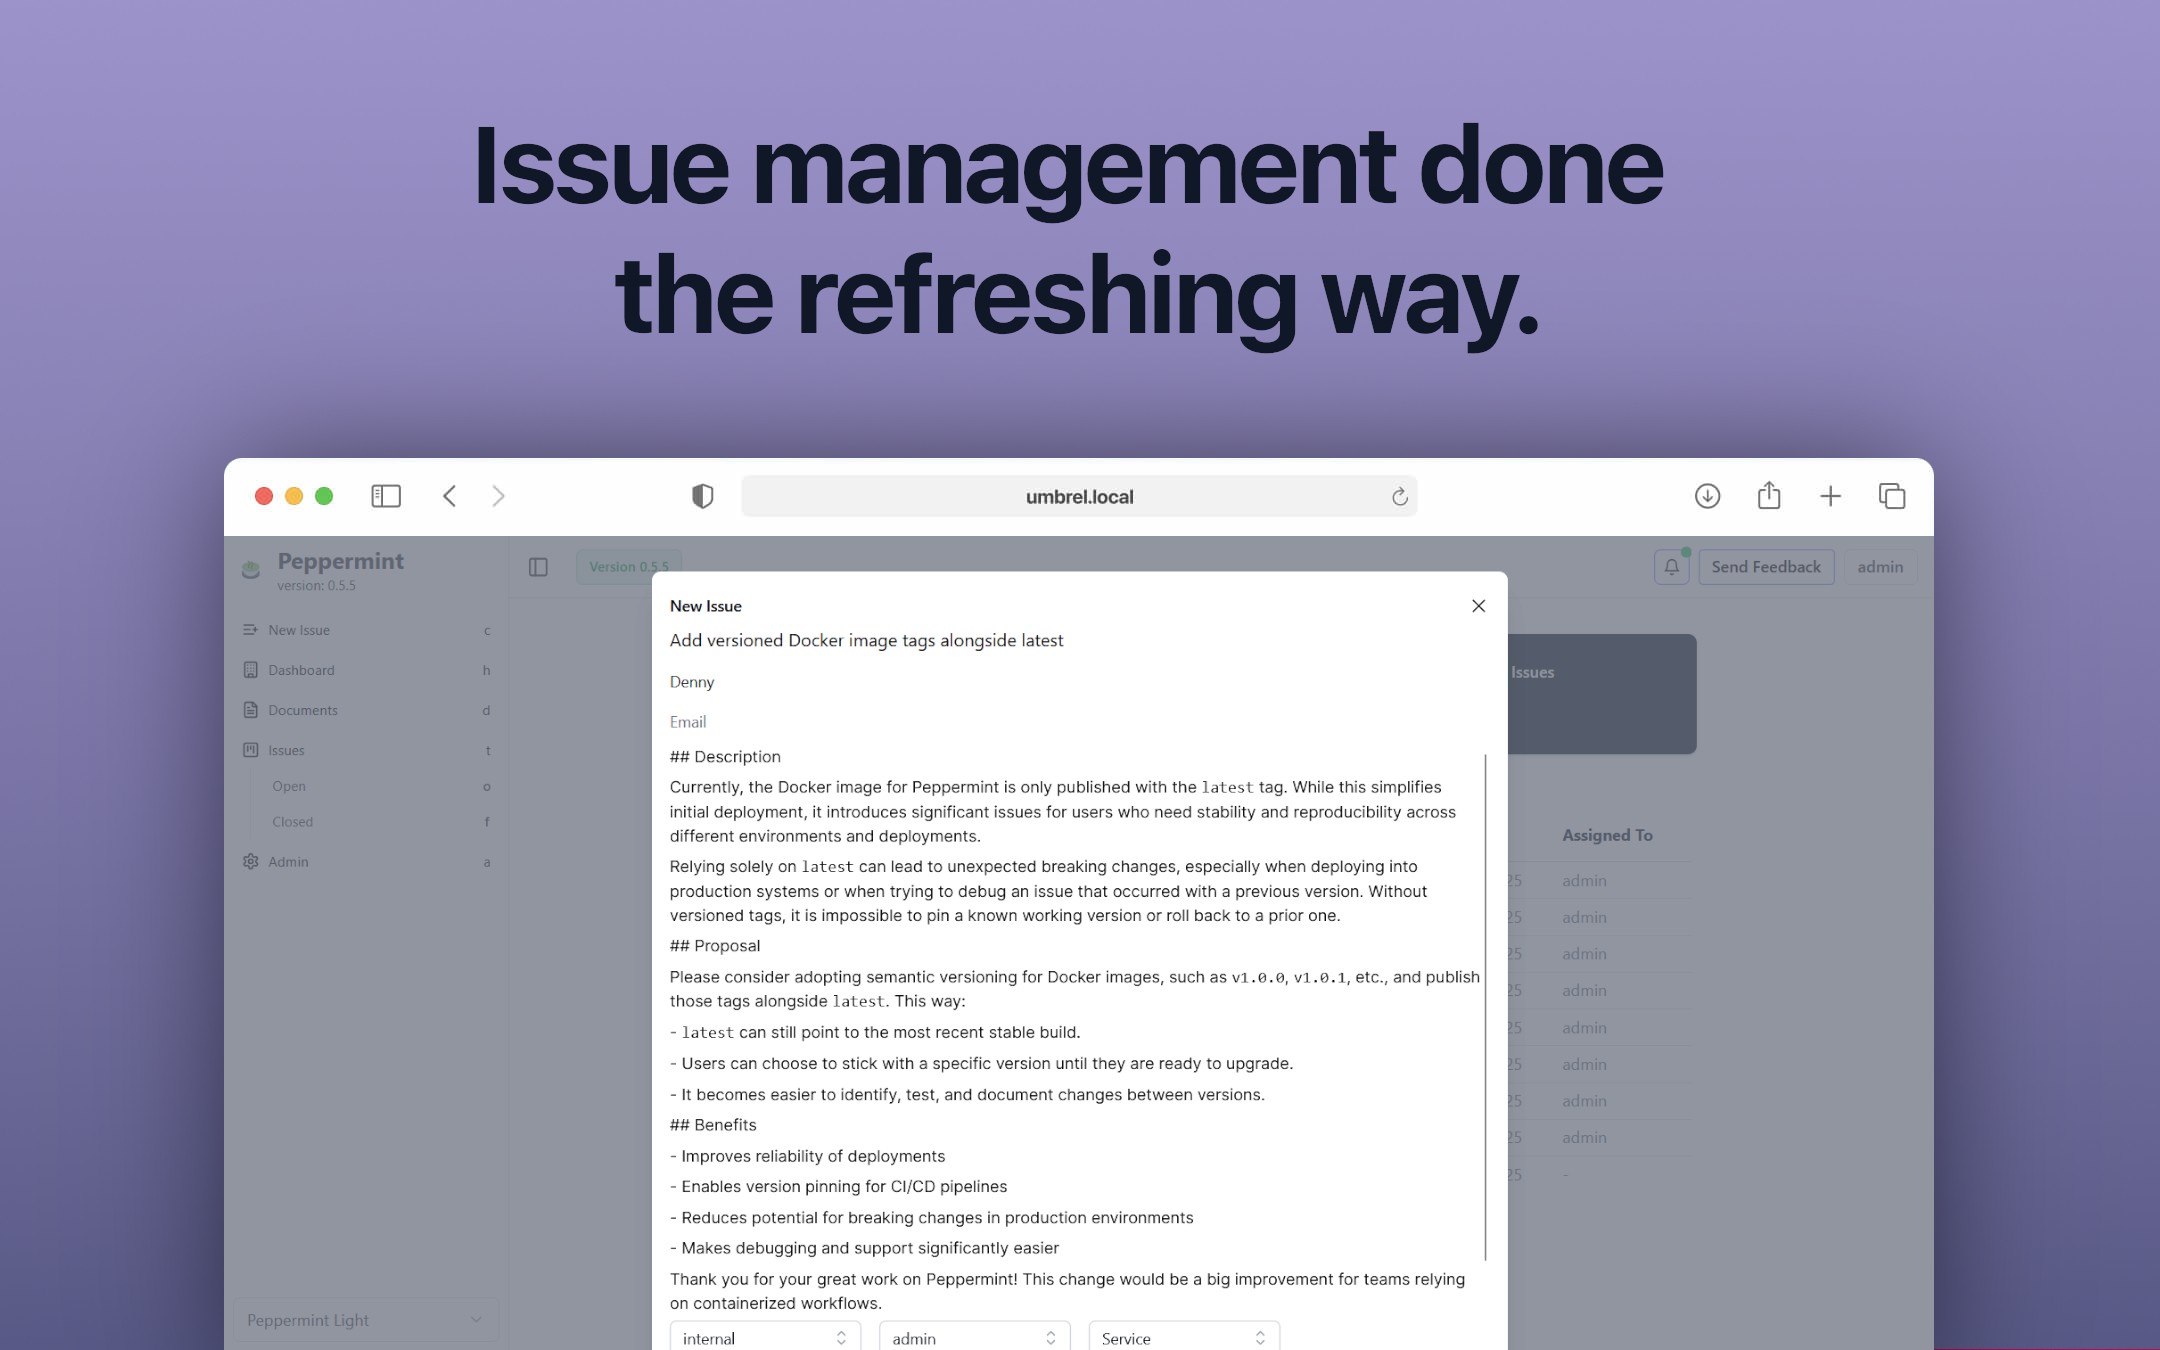 Issue management done
the refreshing way.
umbrel.local
Peppermint
version: 0.5.5
New Issue c
Dashboard h
Documents d
Issues t
Open o
Closed f
Admin a
Peppermint Light
Version 0.5.5
Send Feedback
admin
New Issue
Add versioned Docker image tags alongside latest
Denny
Email
## Description
Currently, the Docker image for Peppermint is only published with the latest tag. While this simplifies
initial deployment, it introduces significant issues for users who need stability and reproducibility across
different environments and deployments.
Relying solely on latest can lead to unexpected breaking changes, especially when deploying into
production systems or when trying to debug an issue that occurred with a previous version. Without
versioned tags, it is impossible to pin a known working version or roll back to a prior one.
## Proposal
Please consider adopting semantic versioning for Docker images, such as v1.0.0, v1.0.1, etc., and publish
those tags alongside latest. This way:
- latest can still point to the most recent stable build.
- Users can choose to stick with a specific version until they are ready to upgrade.
- It becomes easier to identify, test, and document changes between versions.
## Benefits
- Improves reliability of deployments
- Enables version pinning for CI/CD pipelines
- Reduces potential for breaking changes in production environments
- Makes debugging and support significantly easier
Thank you for your great work on Peppermint! This change would be a big improvement for teams relying
on containerized workflows.
internal
admin
Service
Issues
Assigned To
25 admin
25 admin
25 admin
25 admin
25 admin
25 admin
25 admin
25 admin
25 -